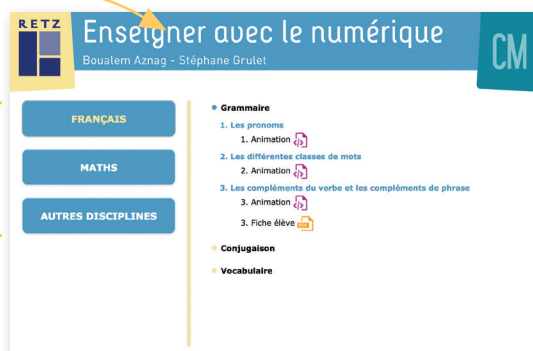 RETZ
Enseigner avec le numérique
Boualem Aznag - Stéphane Grulet
CM
FRANÇAIS
MATHS
AUTRES DISCIPLINES
Grammaire
1. Les pronoms
1. Animation
2. Les différentes classes de mots
2. Animation
3. Les compléments du verbe et les compléments de phrase
3. Animation
3. Fiche élève
PDF
Conjugaison
Vocabulaire